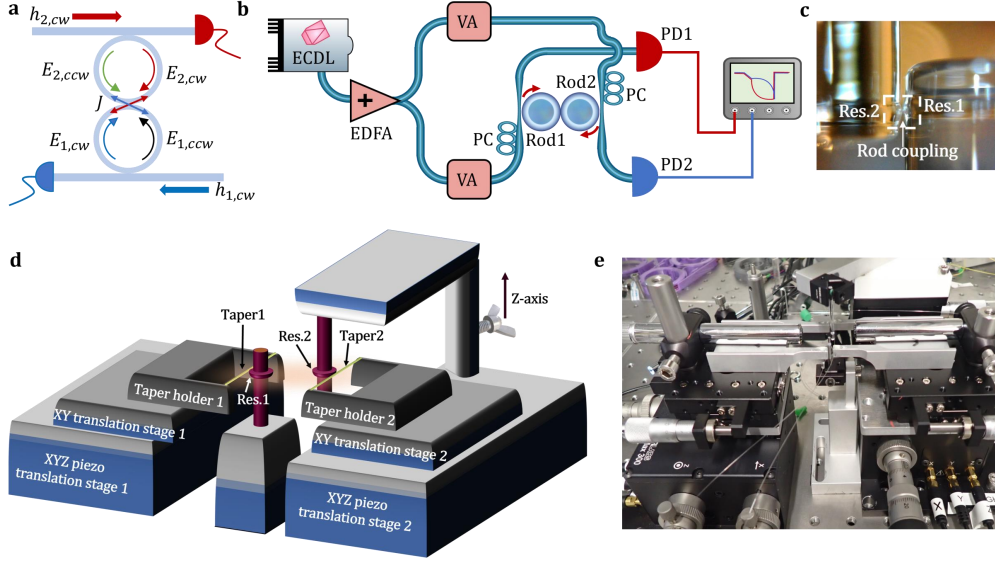 a
h2,cw
E2,ccw
E2,cw
J
E1,cw
E1,ccw
h1,cw
b
ECDL
EDFA
VA
VA
PC
PC
Rod2
Rod1
PD1
PD2
c
Res.2
Res.1
Rod coupling
d
Z-axis
Taper1
Res.2
Taper2
Res.1
Taper holder 1
Taper holder 2
XY translation stage 1
XY translation stage 2
XYZ piezo
translation stage 1
XYZ piezo
translation stage 2
e
X
Y